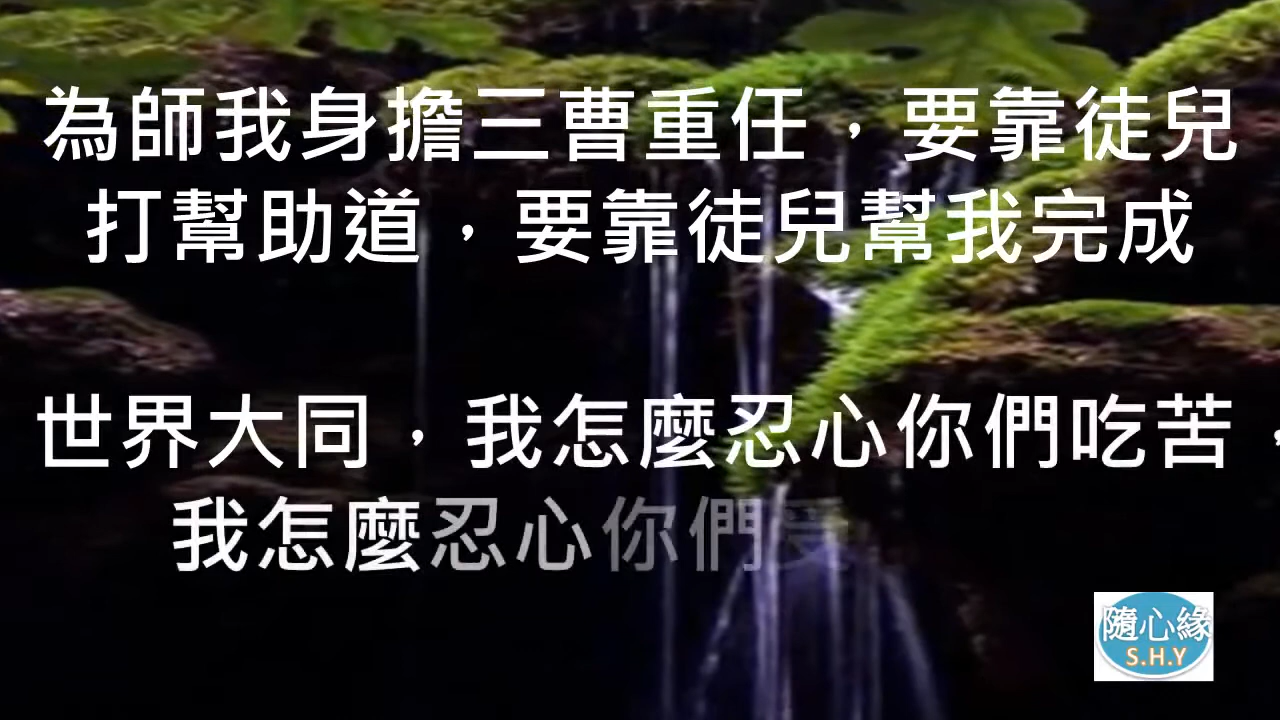 為師我身擔三曹重任，要靠徒兒
打幫助道，要靠徒兒幫我完成
世界大同，我怎麼忍心你們吃苦，
我怎麼忍心你們受
隨心緣
S.H.Y